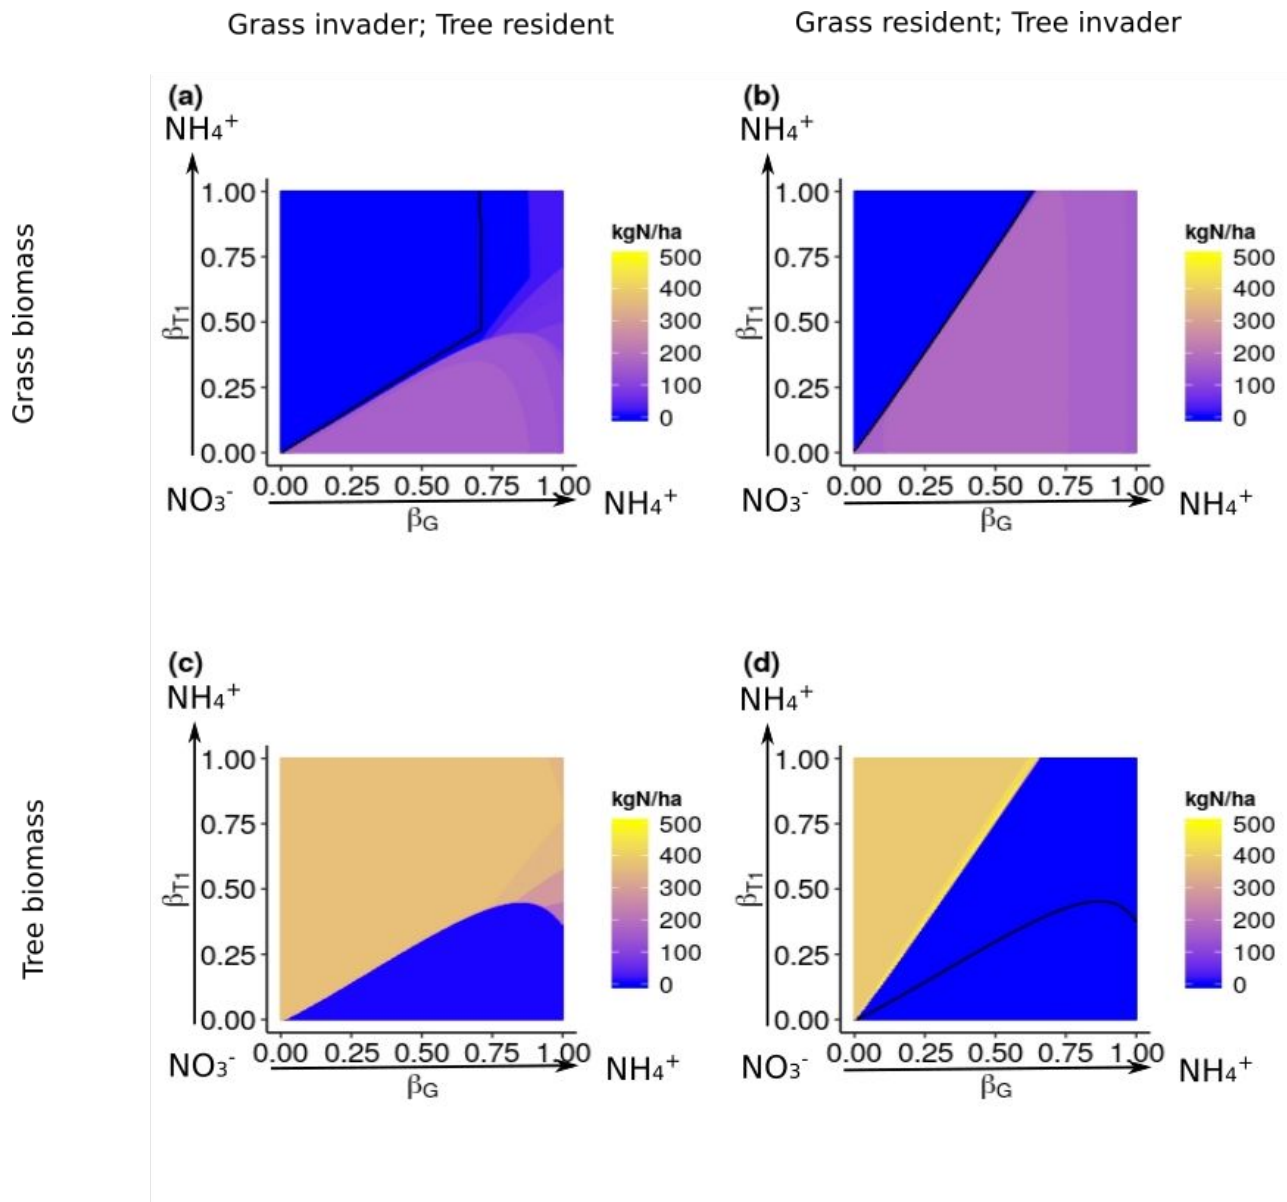 Grass invader; Tree resident
Grass resident; Tree invader
Grass biomass
(a)
NH₄⁺
1.00
0.75
0.50
0.25
0.00
βT1
NO₃⁻
0.00 0.25 0.50 0.75 1.00
NH₄⁺
βG
kgN/ha
500
400
300
200
100
0
(b)
NH₄⁺
1.00
0.75
0.50
0.25
0.00
βT1
NO₃⁻
0.00 0.25 0.50 0.75 1.00
NH₄⁺
βG
kgN/ha
500
400
300
200
100
0
Tree biomass
(c)
NH₄⁺
1.00
0.75
0.50
0.25
0.00
βT1
NO₃⁻
0.00 0.25 0.50 0.75 1.00
NH₄⁺
βG
kgN/ha
500
400
300
200
100
0
(d)
NH₄⁺
1.00
0.75
0.50
0.25
0.00
βT1
NO₃⁻
0.00 0.25 0.50 0.75 1.00
NH₄⁺
βG
kgN/ha
500
400
300
200
100
0